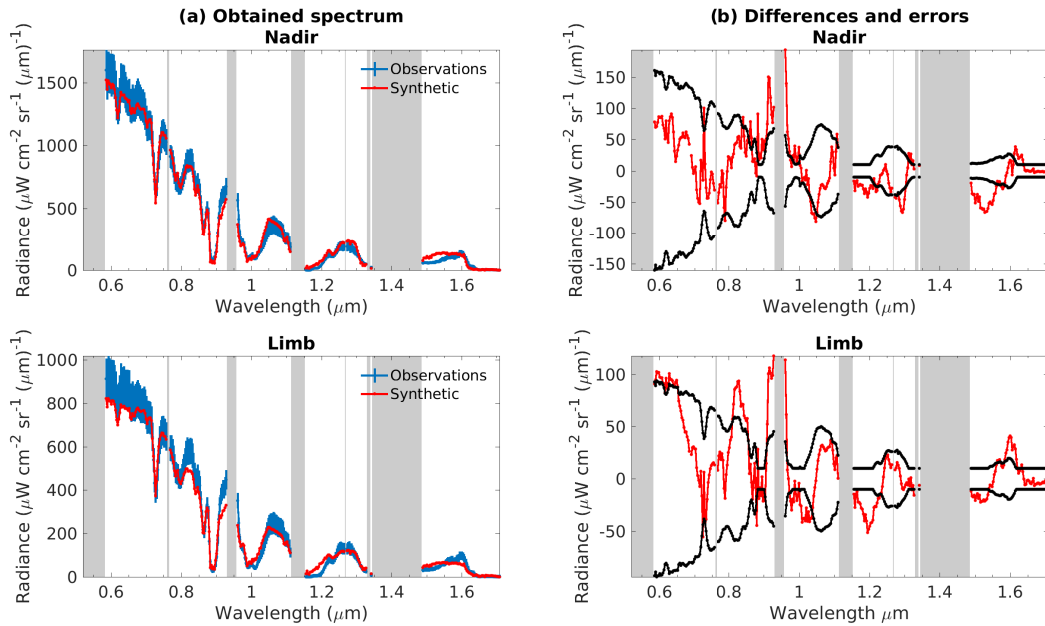 (a) Obtained spectrum
Nadir
Radiance (μW cm-2 sr-1 (μm)-1)
1500
1000
500
0
Observations
Synthetic
0.6 0.8 1 1.2 1.4 1.6
Wavelength (μm)
(b) Differences and errors
Nadir
Radiance (μW cm-2 sr-1 (μm)-1)
150
100
50
0
-50
-100
-150
0.6 0.8 1 1.2 1.4 1.6
Wavelength (μm)
Limb
Radiance (μW cm-2 sr-1 (μm)-1)
1000
800
600
400
200
0
Observations
Synthetic
0.6 0.8 1 1.2 1.4 1.6
Wavelength (μm)
Limb
Radiance (μW cm-2 sr-1 (μm)-1)
100
50
0
-50
0.6 0.8 1 1.2 1.4 1.6
Wavelength μm